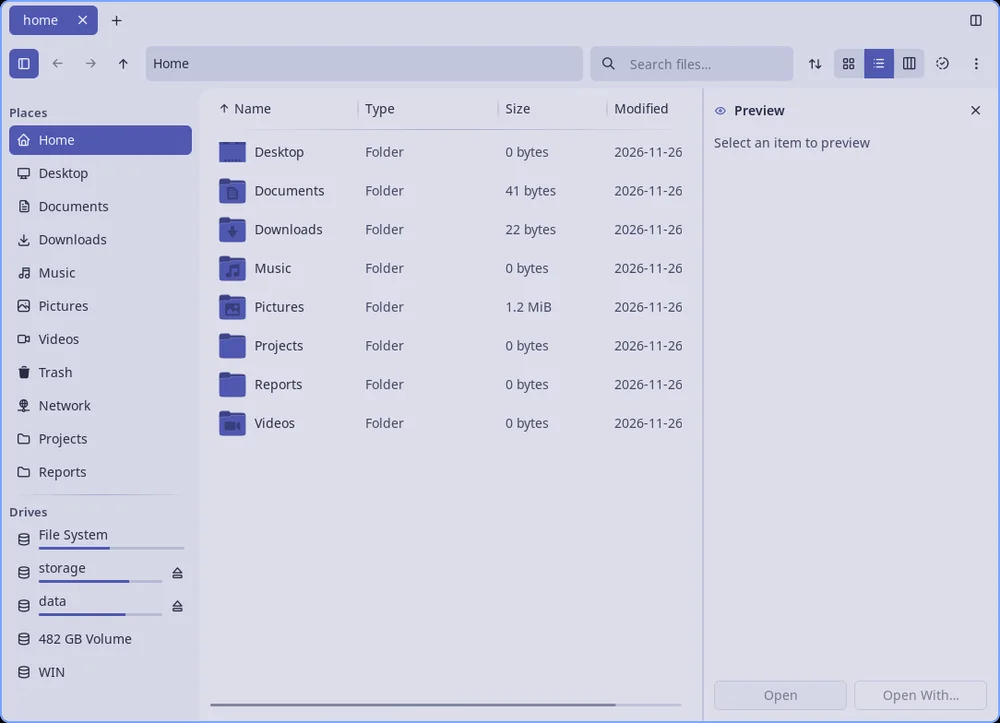 home
Home
Search files...
Places
Home
Desktop
Documents
Downloads
Music
Pictures
Videos
Trash
Network
Projects
Reports
Drives
File System
storage
data
482 GB Volume
WIN
Name Type Size Modified
Desktop Folder 0 bytes 2026-11-26
Documents Folder 41 bytes 2026-11-26
Downloads Folder 22 bytes 2026-11-26
Music Folder 0 bytes 2026-11-26
Pictures Folder 1.2 MiB 2026-11-26
Projects Folder 0 bytes 2026-11-26
Reports Folder 0 bytes 2026-11-26
Videos Folder 0 bytes 2026-11-26
Preview
Select an item to preview
Open Open With...